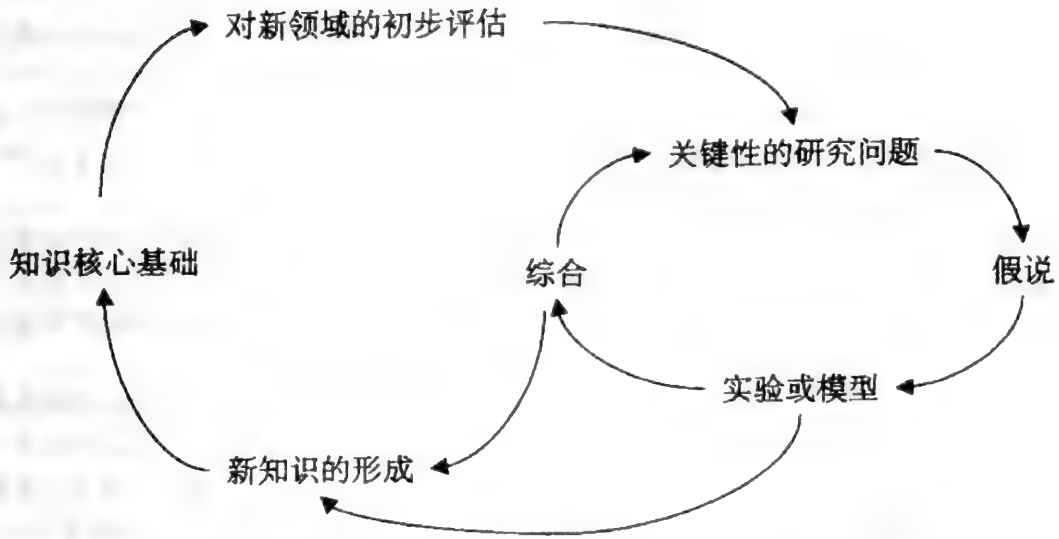 对新领域的初步评估
关键性的研究问题
知识核心基础
综合
假说
实验或模型
新知识的形成